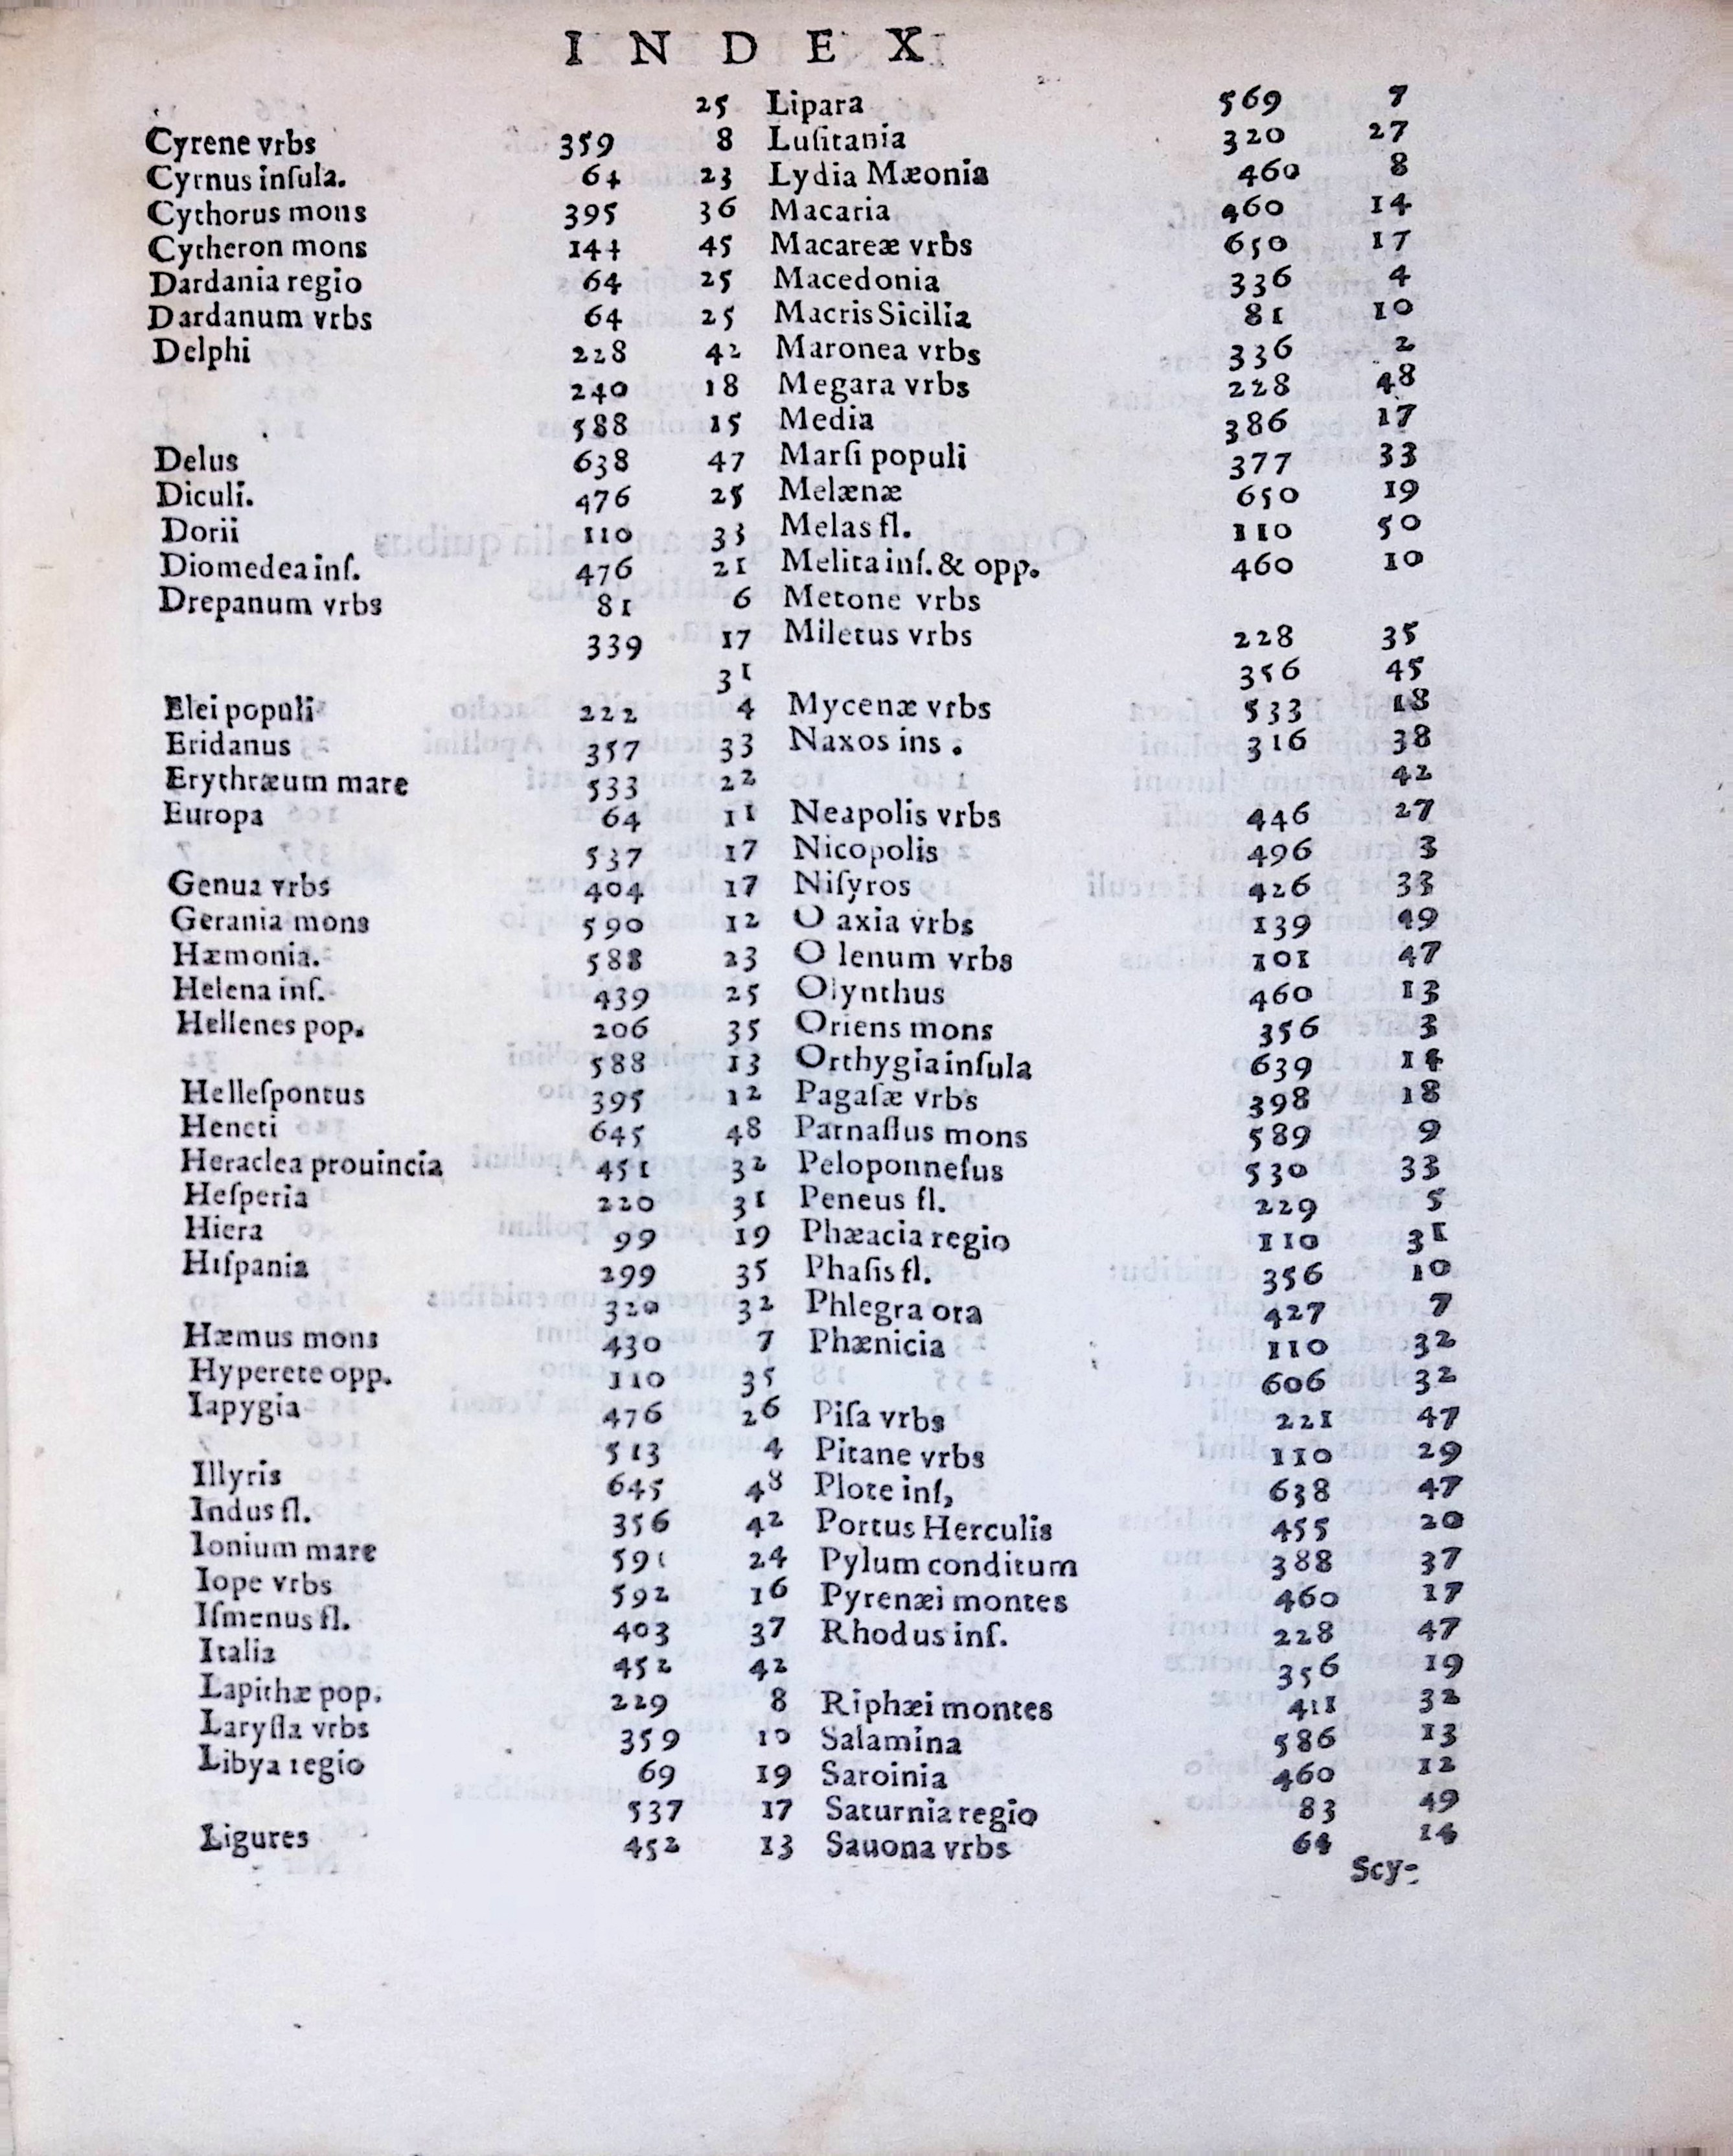 INDEX
25
Cyrene vrbs 359 8
Cyrnus inſula. 64 23
Cythorus mons 395 36
Cytheron mons 144 45
Dardania regio 64 25
Dardanum vrbs 64 25
Delphi 228 42
240 18
588 15
Delus 638 47
Diculi. 476 25
Dorii 110 33
Diomedea inſ. 476 21
Drepanum vrbs 81 6
339 17
31
Elei populi 222 4
Eridanus 357 33
Erythræum mare 533 22
Europa 64 11
537 17
Genua vrbs 404 17
Gerania mons 590 12
Hæmonia. 588 23
Helena inſ. 439 25
Hellenes pop. 206 35
588 13
Helleſpontus 395 12
Heneti 645 48
Heraclea prouincia 451 32
Heſperia 220 31
Hiera 99 19
Hiſpania 299 35
320 32
Hæmus mons 430 7
Hyperete opp. 110 35
Iapygia 476 26
513 4
Illyris 645 48
Indus fl. 356 42
Ionium mare 591 24
Iope vrbs 592 16
Iſmenus fl. 403 37
Italia 452 42
Lapithæ pop. 229 8
Laryſſa vrbs 359 10
Libya regio 69 19
537 17
Ligures 452 13
Lipara 569 7
Luſitania 320 27
Lydia Mæonia 460 8
Macaria 460 14
Macareæ vrbs 650 17
Macedonia 336 4
Macris Sicilia 81 10
Maronea vrbs 336 2
Megara vrbs 228 48
Media 386 17
Marſi populi 377 33
Melænæ 650 19
Melas fl. 110 50
Melita inſ. & opp. 460 10
Metone vrbs
Miletus vrbs 228 35
356 45
Mycenæ vrbs 533 18
Naxos ins. 316 38
42
Neapolis vrbs 446 27
Nicopolis 496 3
Niſyros 426 33
O axia vrbs 139 49
O lenum vrbs 101 47
Olynthus 460 13
Oriens mons 356 3
Orthygia inſula 639 14
Pagaſæ vrbs 398 18
Parnaſſus mons 589 9
Peloponneſus 530 33
Peneus fl. 229 5
Phæacia regio 110 31
Phaſis fl. 356 10
Phlegra ora 427 7
Phænicia 110 32
606 32
Piſa vrbs 221 47
Pitane vrbs 110 29
Plote inſ, 638 47
Portus Herculis 455 20
Pylum conditum 388 37
Pyrenæi montes 460 17
Rhodus inſ. 228 47
356 19
Riphæi montes 411 32
Salamina 586 13
Saroinia 460 12
Saturnia regio 83 49
Sauona vrbs 64 14
Scy-